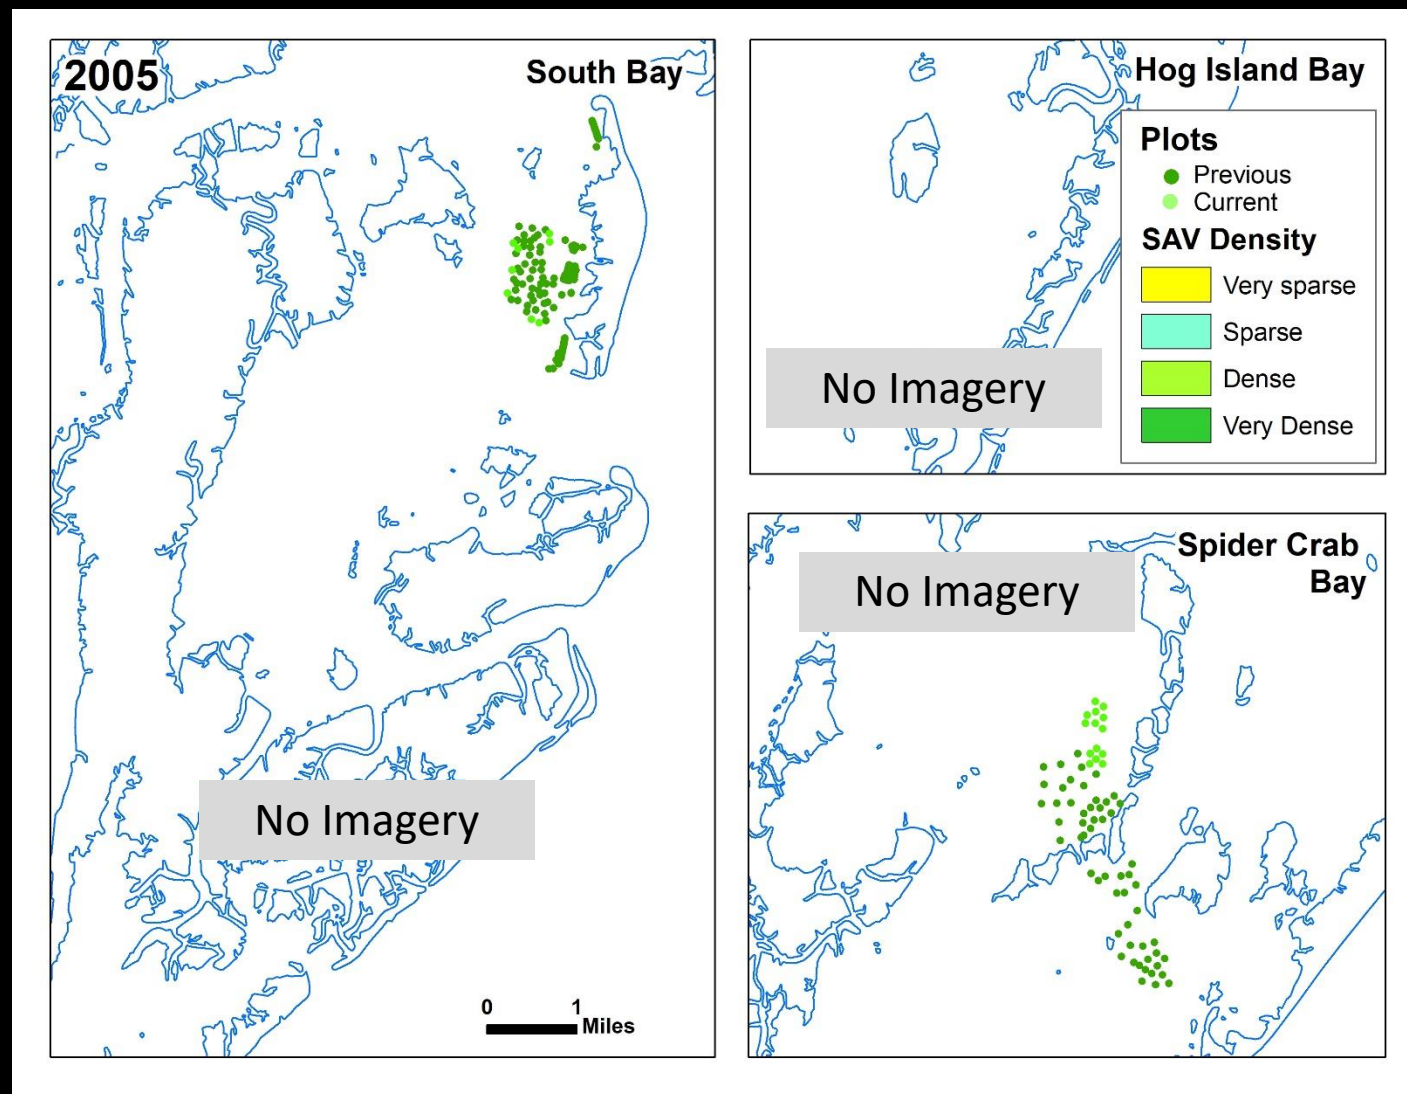 2005
South Bay
No Imagery
0 1
Miles
Hog Island Bay
Plots
Previous
Current
SAV Density
Very sparse
Sparse
Dense
Very Dense
No Imagery
Spider Crab
Bay
No Imagery